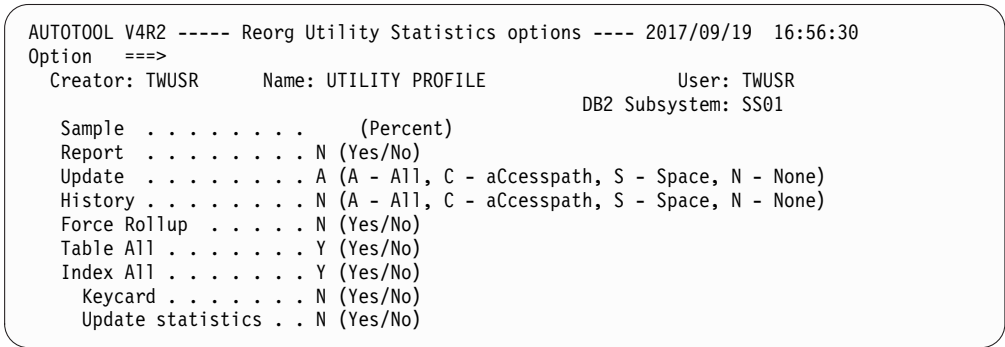 AUTOTOOL V4R2 ----- Reorg Utility Statistics options ---- 2017/09/19 16:56:30
Option ===>
Creator: TWUSR Name: UTILITY PROFILE User: TWUSR
DB2 Subsystem: SS01
Sample . . . . . . . . (Percent)
Report . . . . . . . . N (Yes/No)
Update . . . . . . . . A (A - All, C - aCcesspath, S - Space, N - None)
History . . . . . . . . N (A - All, C - aCcesspath, S - Space, N - None)
Force Rollup . . . . . N (Yes/No)
Table All . . . . . . . Y (Yes/No)
Index All . . . . . . . Y (Yes/No)
Keycard . . . . . . . N (Yes/No)
Update statistics . . N (Yes/No)